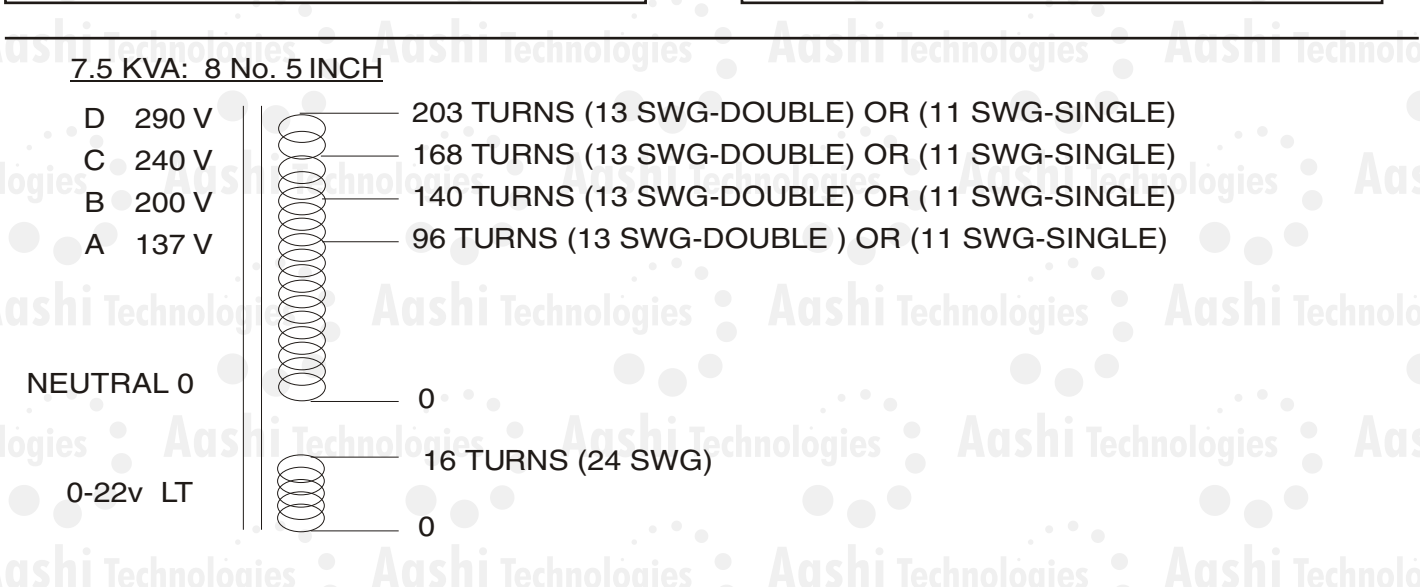 7.5 KVA: 8 No. 5 INCH
D 290 V 203 TURNS (13 SWG-DOUBLE) OR (11 SWG-SINGLE)
C 240 V 168 TURNS (13 SWG-DOUBLE) OR (11 SWG-SINGLE)
B 200 V 140 TURNS (13 SWG-DOUBLE) OR (11 SWG-SINGLE)
A 137 V 96 TURNS (13 SWG-DOUBLE ) OR (11 SWG-SINGLE)
NEUTRAL 0 0
16 TURNS (24 SWG)
0-22v LT
0
Aashi Technologies